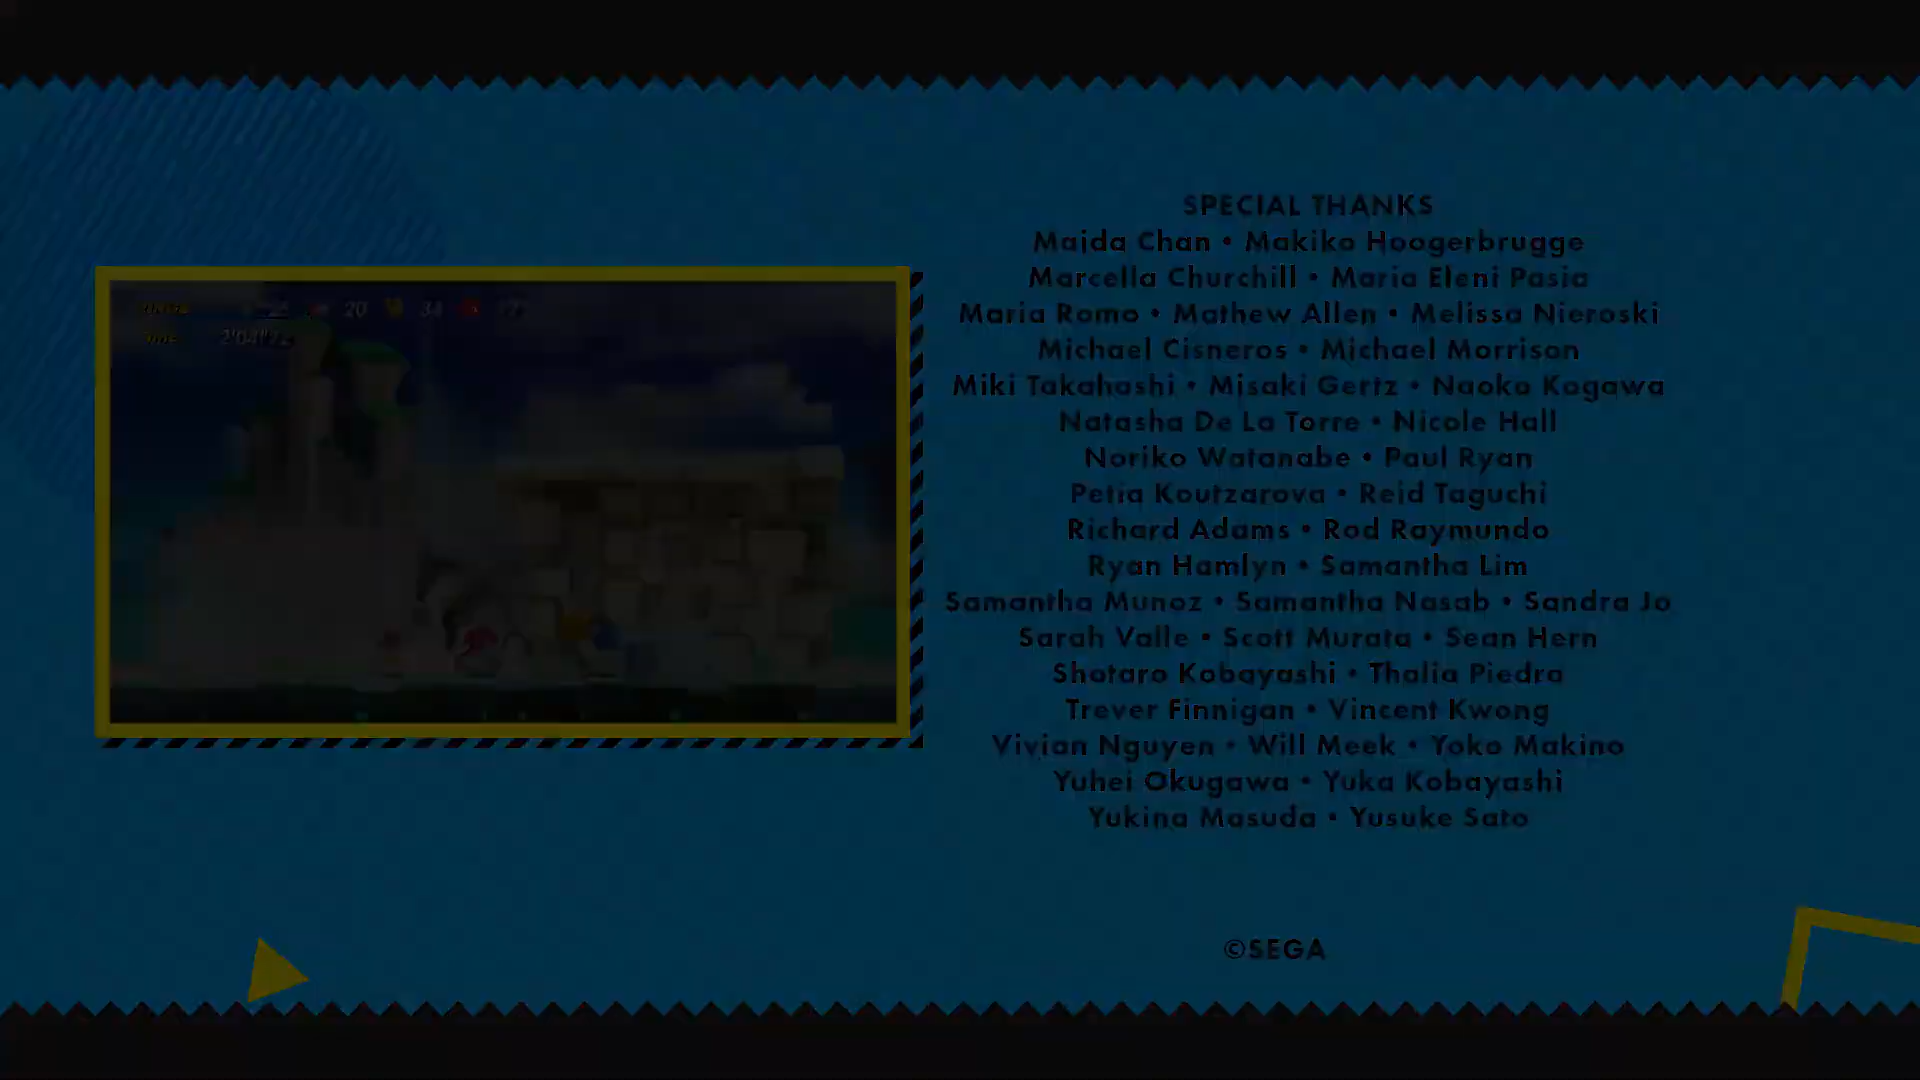 20 34
SPECIAL THANKS
Majda Chan • Makiko Hoogerbrugge
Marcella Churchill • Maria Eleni Pasia
Maria Romo • Mathew Allen • Melissa Nieroski
Michael Cisneros • Michael Morrison
Miki Takahashi • Misaki Gertz • Naoko Kogawa
Natasha De La Torre • Nicole Hall
Noriko Watanabe • Paul Ryan
Petia Koutzarova • Reid Taguchi
Richard Adams • Rod Raymundo
Ryan Hamlyn • Samantha Lim
Samantha Munoz • Samantha Nasab • Sandra Jo
Sarah Valle • Scott Murata • Sean Hern
Shotaro Kobayashi • Thalia Piedra
Trever Finnigan • Vincent Kwong
Vivian Nguyen • Will Meek • Yoko Makino
Yuhei Okugawa • Yuka Kobayashi
Yukina Masuda • Yusuke Sato
©SEGA